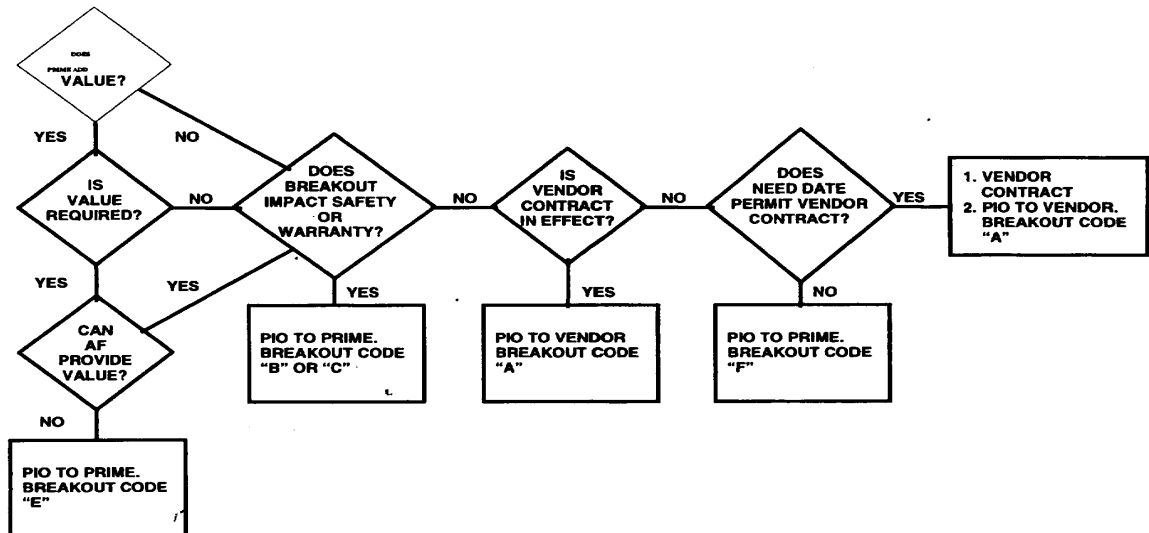 DOES
PRIME ADD
VALUE?
YES
NO
IS
VALUE
REQUIRED?
NO
DOES
BREAKOUT
IMPACT SAFETY
OR
WARRANTY?
NO
IS
VENDOR
CONTRACT
IN EFFECT?
NO
DOES
NEED DATE
PERMIT VENDOR
CONTRACT?
YES
1. VENDOR
CONTRACT
2. PIO TO VENDOR.
BREAKOUT CODE
“A”
YES
YES
YES
YES
NO
CAN
AF
PROVIDE
VALUE?
PIO TO PRIME.
BREAKOUT CODE
“B” OR “C”
PIO TO VENDOR
BREAKOUT CODE
“A”
PIO TO PRIME.
BREAKOUT CODE
“F”
NO
PIO TO PRIME.
BREAKOUT CODE
“E”